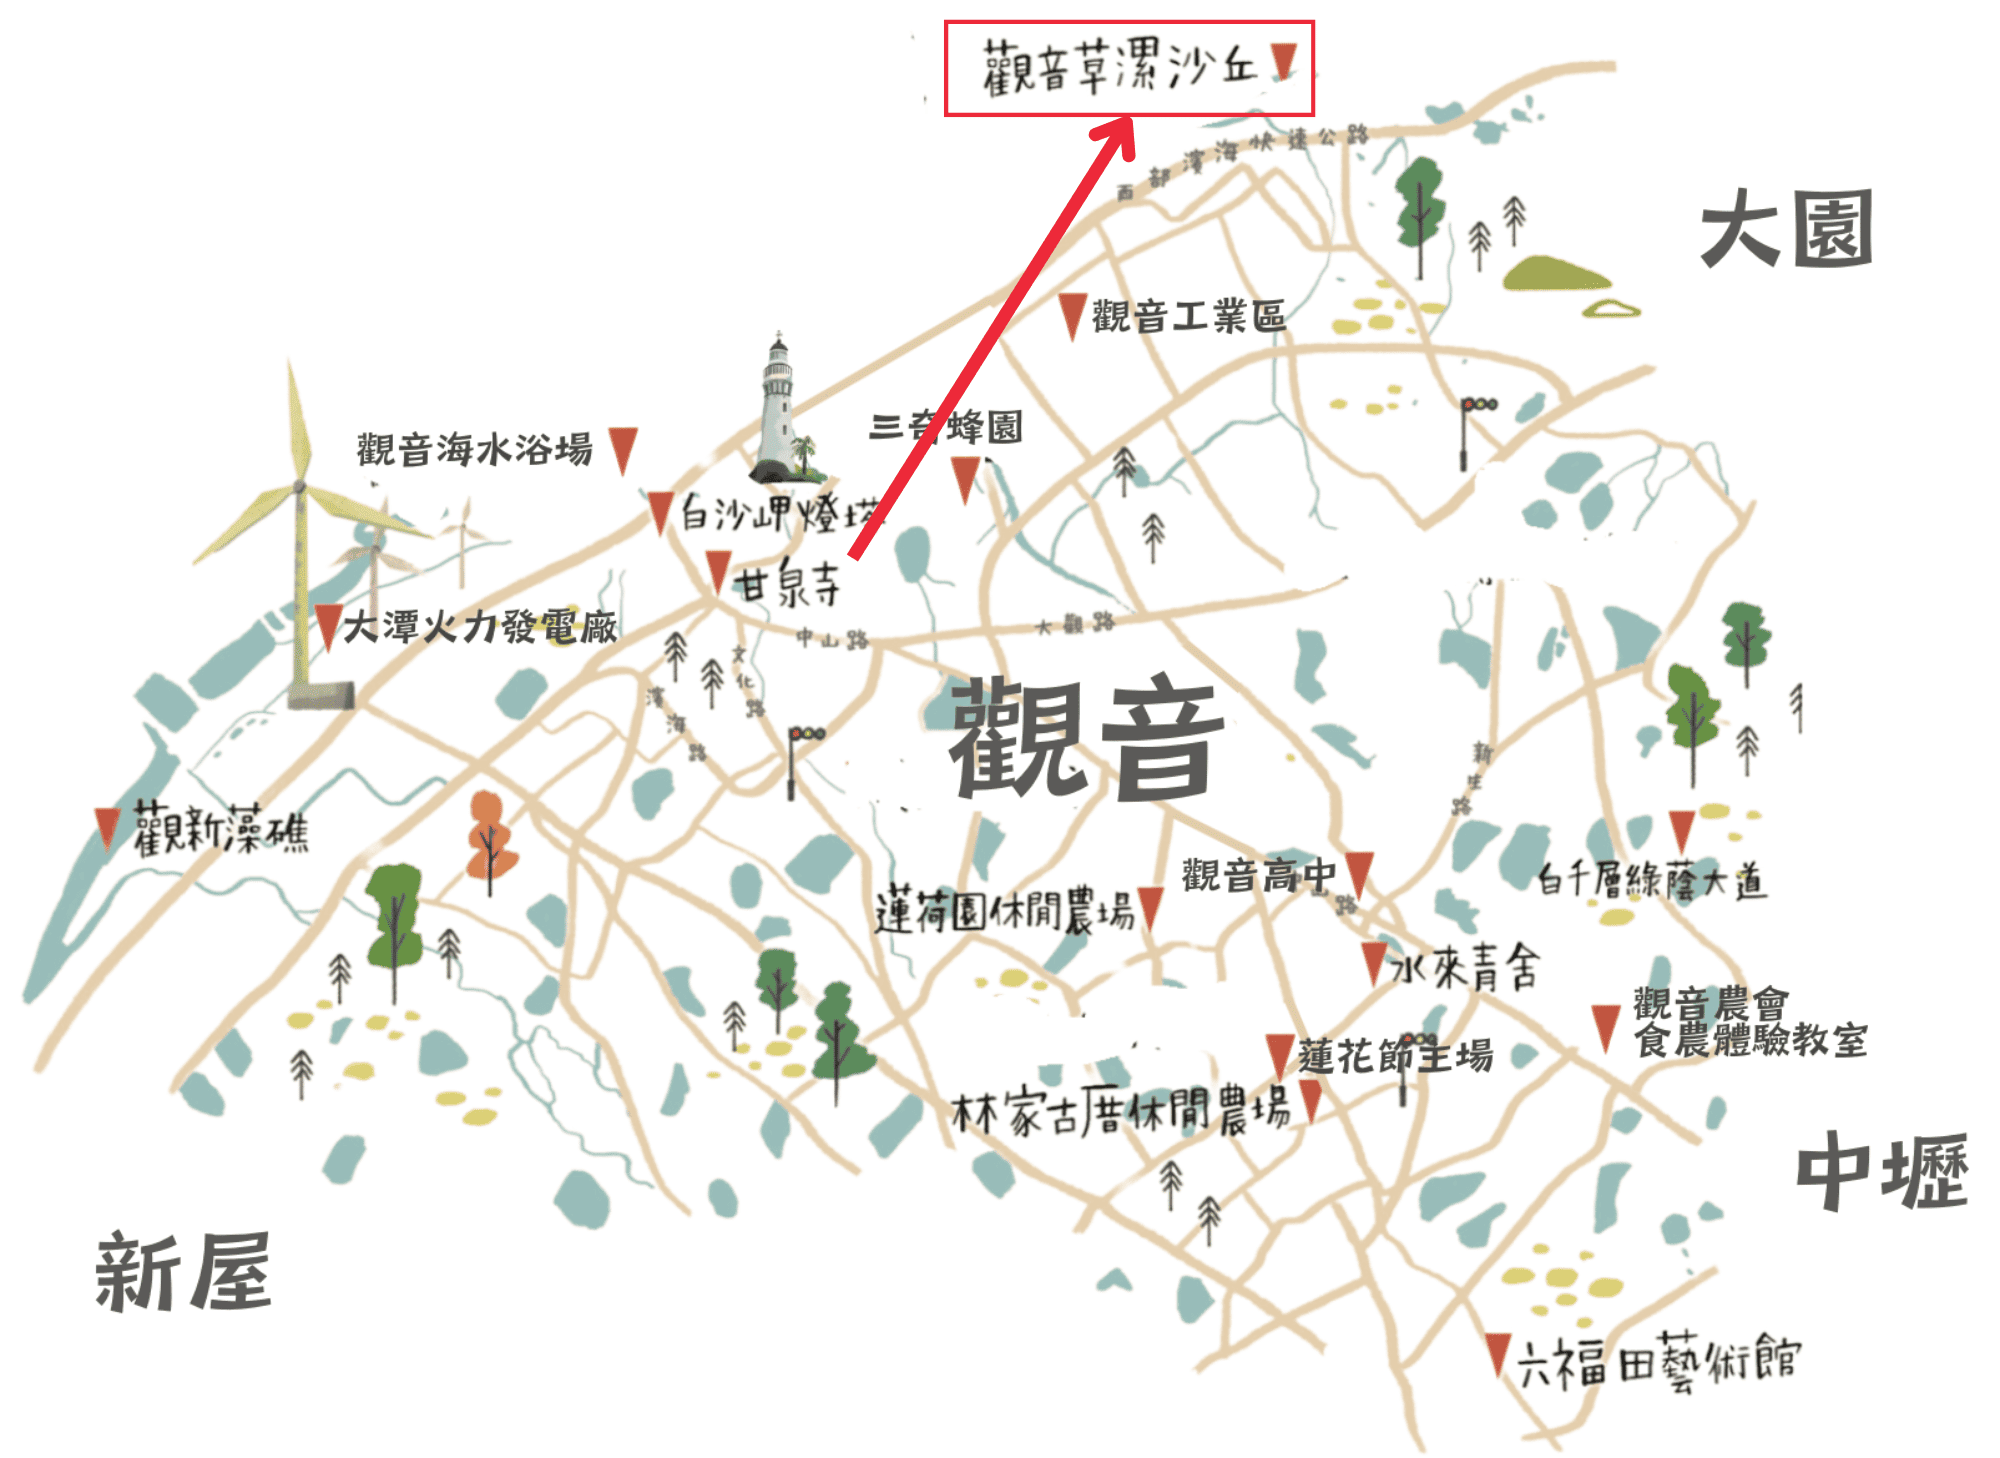 觀音草漯沙丘
西部濱海快速公路
大園
觀音工業區
三奇蜂園
觀音海水浴場
白沙岬燈塔
甘泉寺
大潭火力發電廠
中山路
大觀路
文化路
濱海路
觀音
新生路
觀新藻礁
觀音高中
中山路
白千層綠蔭大道
蓮荷園休閒農場
水來青舍
觀音農會
食農體驗教室
蓮花節主場
林家古厝休閒農場
中壢
新屋
六福田藝術館